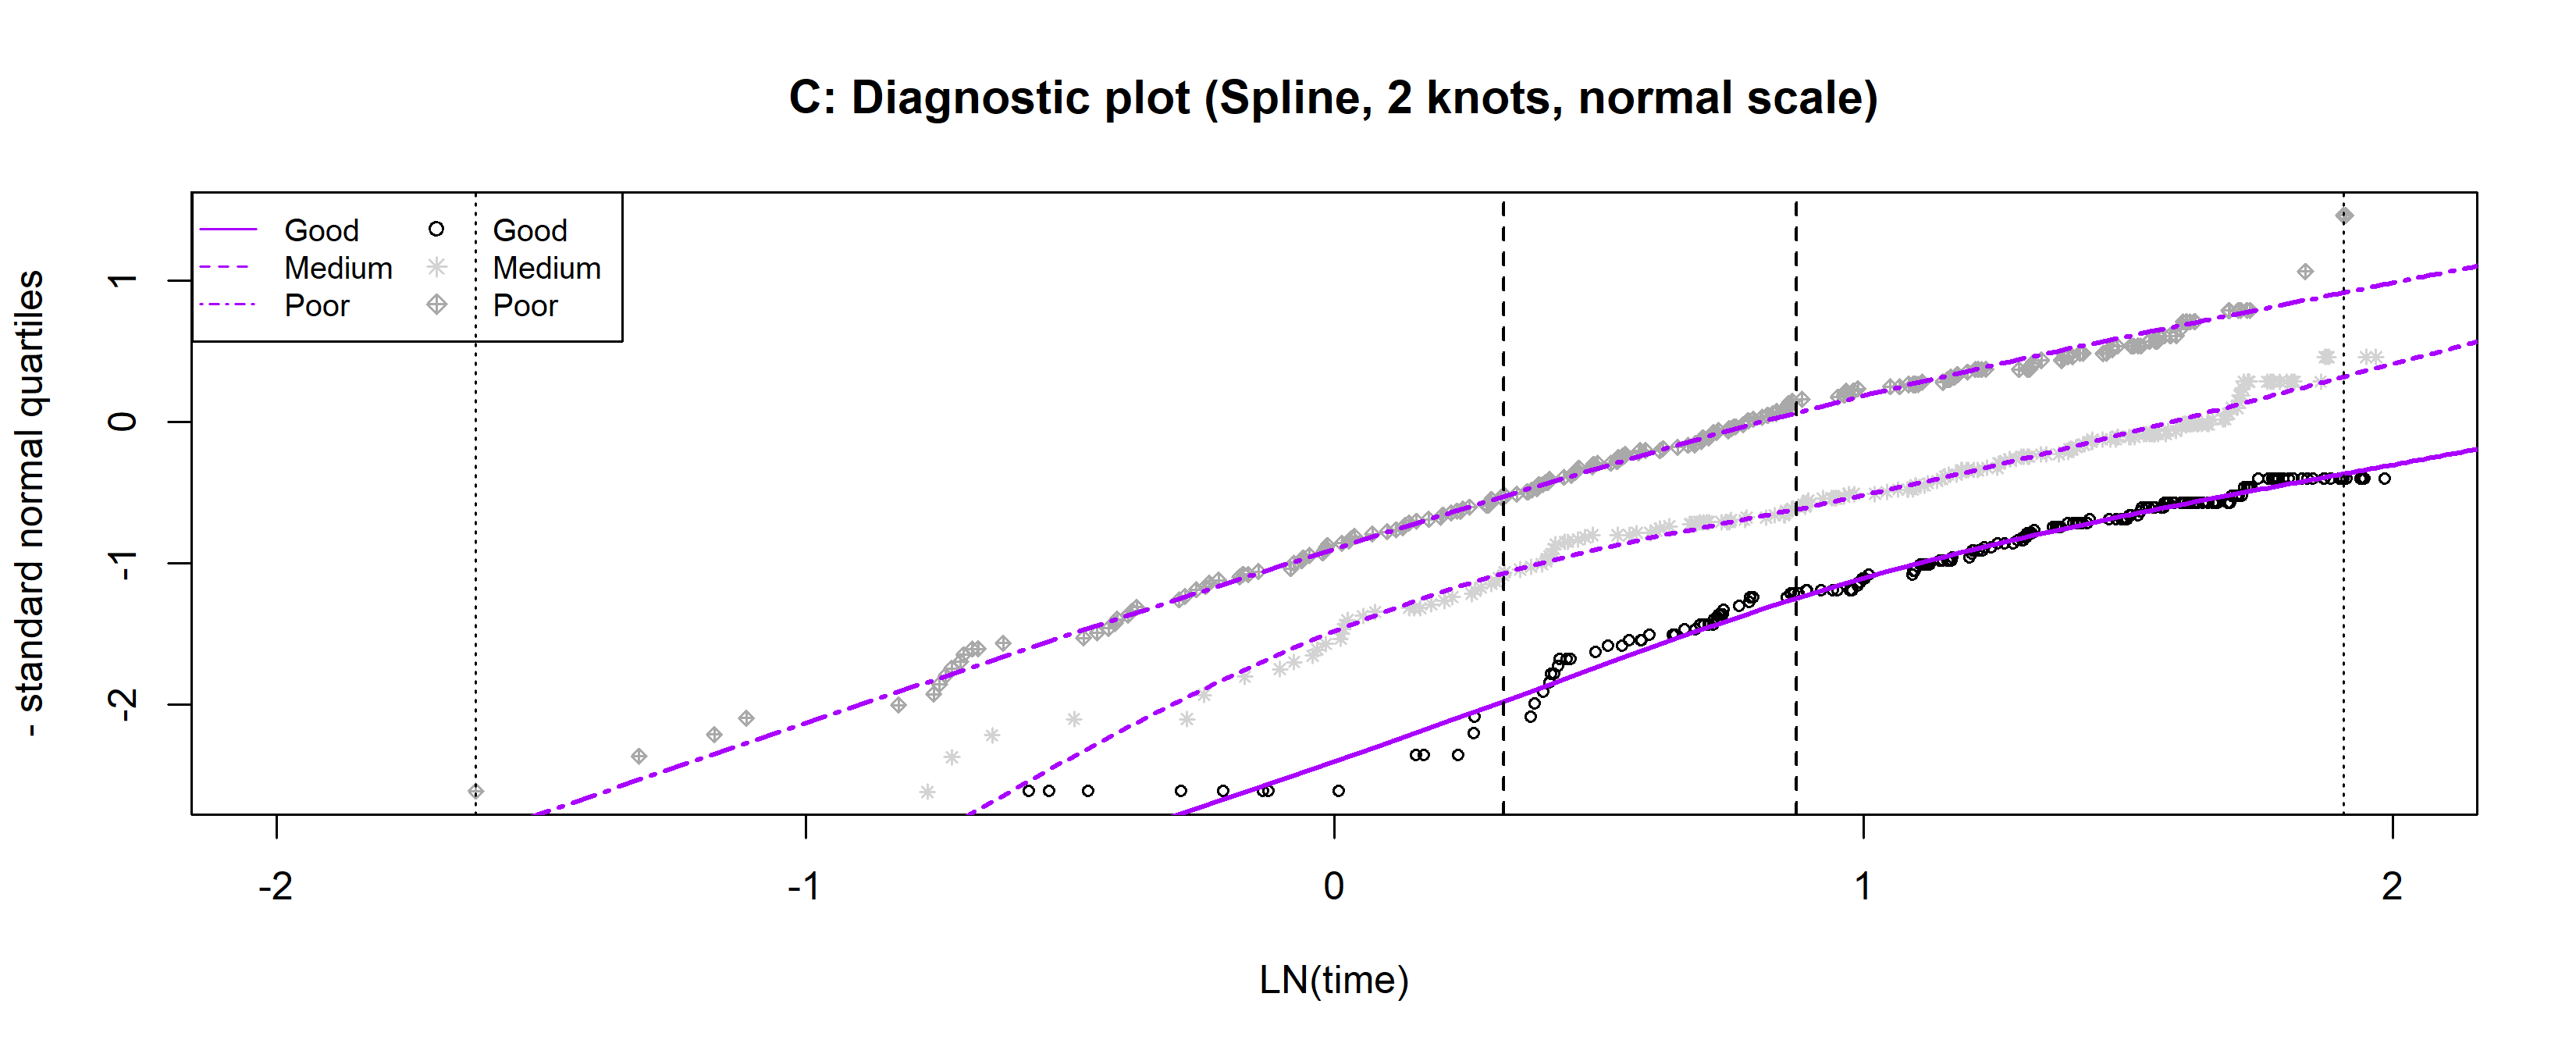 C: Diagnostic plot (Spline, 2 knots, normal scale)
- standard normal quartiles
1
0
-1
-2
Good Good
Medium Medium
Poor Poor
-2 -1 0 1 2
LN(time)